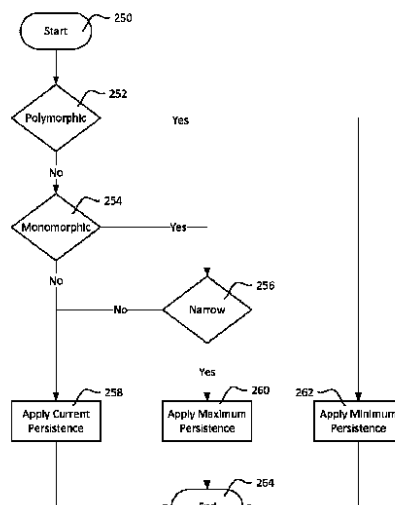 Start
250
252
Polymorphic
Yes
No
254
Monomorphic
Yes
No
256
Narrow
No
Yes
258
260
262
Apply Current
Persistence
Apply Maximum
Persistence
Apply Minimum
Persistence
264